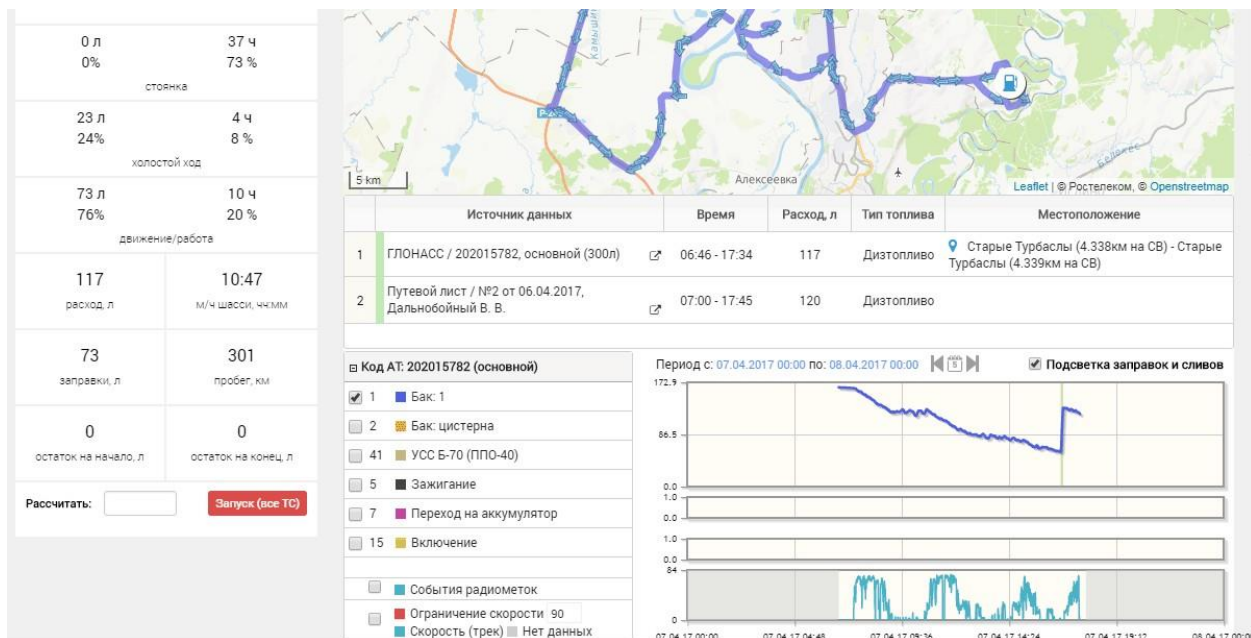 0 л 37 ч
0% 73 %
стоянка
23 л 4 ч
24% 8 %
холостой ход
73 л 10 ч
76% 20 %
движение/работа
117 10:47
расход, л м/ч шасси, чч:мм
73 301
заправки, л пробег, км
0 0
остаток на начало, л остаток на конец, л
Рассчитать: Запуск (все ТС)
5 km
Алексеевка
Leaflet | © Ростелеком, © Openstreetmap
Источник данных Время Расход, л Тип топлива Местоположение
1 ГЛОНАСС / 202015782, основной (300л) 06:46 - 17:34 117 Дизтопливо Старые Турбаслы (4.338км на СВ) - Старые
Турбаслы (4.339км на СВ)
2 Путевой лист / №2 от 06.04.2017,
Дальнобойный В. В. 07:00 - 17:45 120 Дизтопливо
Код АТ: 202015782 (основной)
1 Бак: 1
2 Бак: цистерна
41 УСС Б-70 (ППО-40)
5 Зажигание
7 Переход на аккумулятор
15 Включение
События радиометок
Ограничение скорости 90
Скорость (трек) Нет данных
Период с: 07.04.2017 00:00 по: 08.04.2017 00:00 5 Подсветка заправок и сливов
172.9
86.5
0.0
1.0
0.0
1.0
0.0
84
0
07.04.17 00:00 07.04.17 04:48 07.04.17 09:36 07.04.17 14:24 07.04.17 19:12